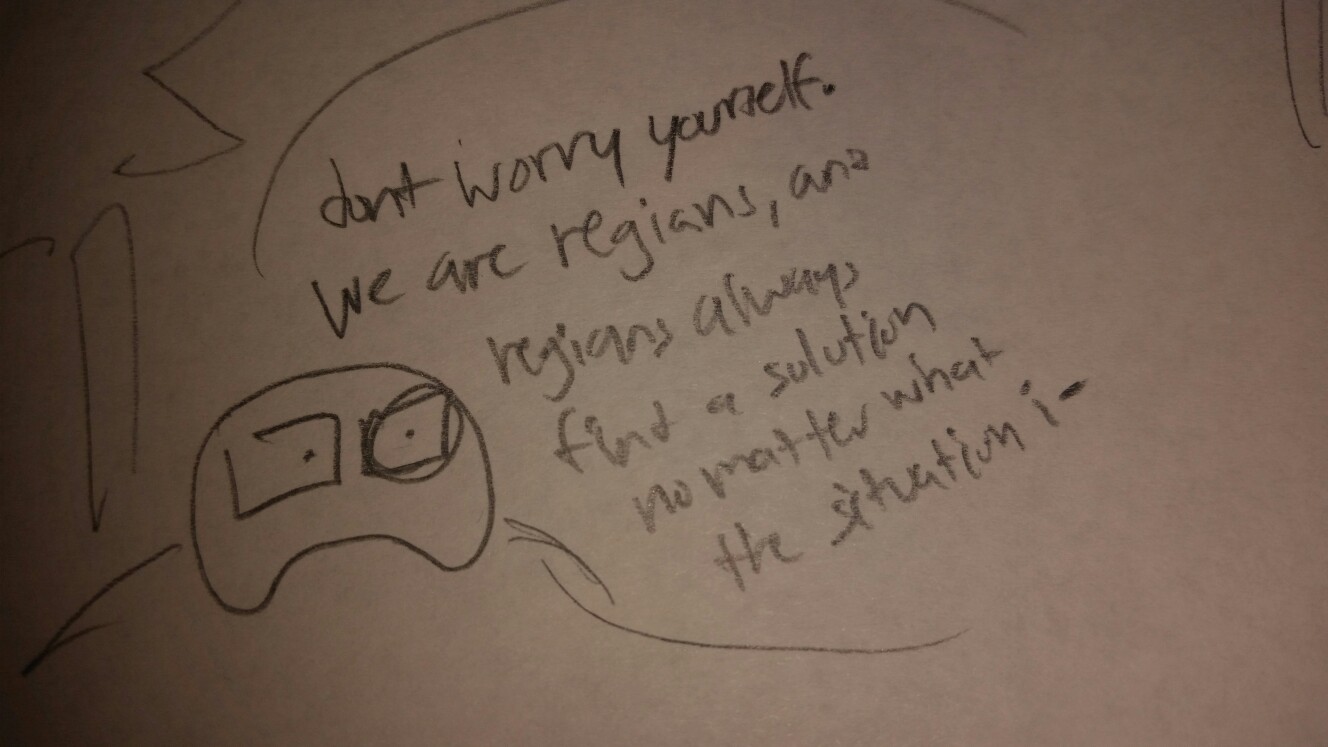 dont worry yourself.
We are regians, and
regians always
find a solution
no matter what
the situation i-